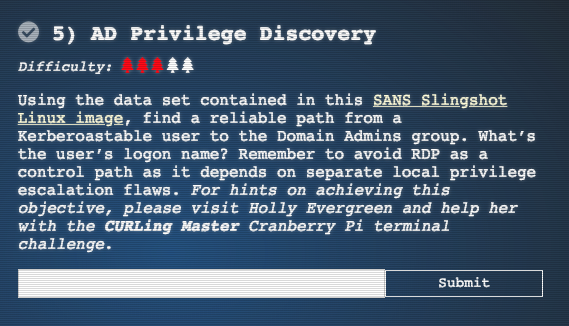 5) AD Privilege Discovery
Difficulty:
Using the data set contained in this SANS Slingshot
Linux image, find a reliable path from a
Kerberoastable user to the Domain Admins group. What’s
the user’s logon name? Remember to avoid RDP as a
control path as it depends on separate local privilege
escalation flaws. For hints on achieving this
objective, please visit Holly Evergreen and help her
with the CURLing Master Cranberry Pi terminal
challenge.
Submit